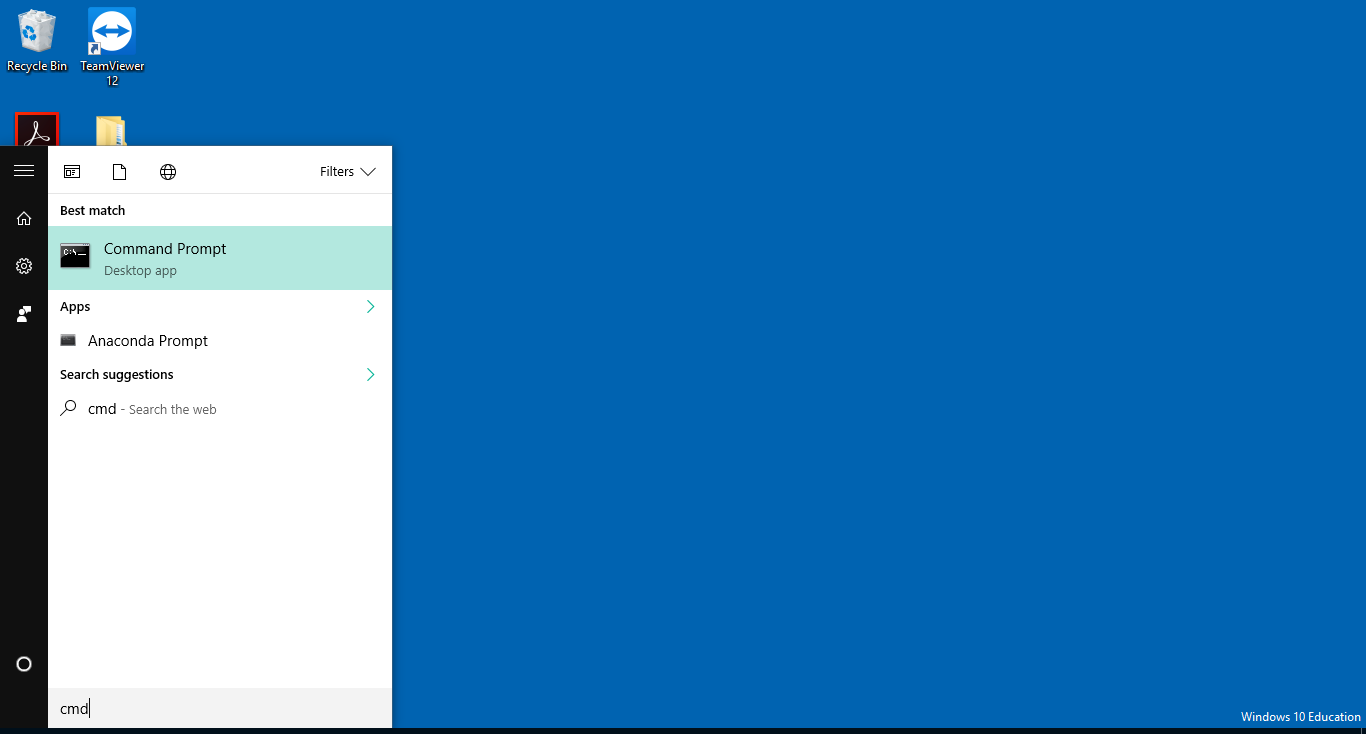 Recycle Bin
TeamViewer
12
Filters
Best match
C:\_
Command Prompt
Desktop app
Apps
Anaconda Prompt
Search suggestions
cmd - Search the web
cmd
Windows 10 Education